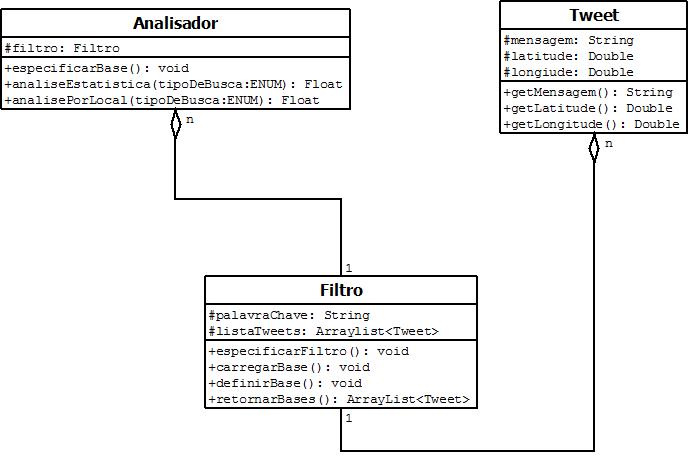 Analisador
#filtro: Filtro
+especificarBase(): void
+analiseEstatistica(tipoDeBusca:ENUM): Float
+analisePorLocal(tipoDeBusca:ENUM): Float
n
Tweet
#mensagem: String
#latitude: Double
#longiude: Double
+getMensagem(): String
+getLatitude(): Double
+getLongitude(): Double
n
1
Filtro
#palavraChave: String
#listaTweets: Arraylist<Tweet>
+especificarFiltro(): void
+carregarBase(): void
+definirBase(): void
+retornarBases(): ArrayList<Tweet>
1